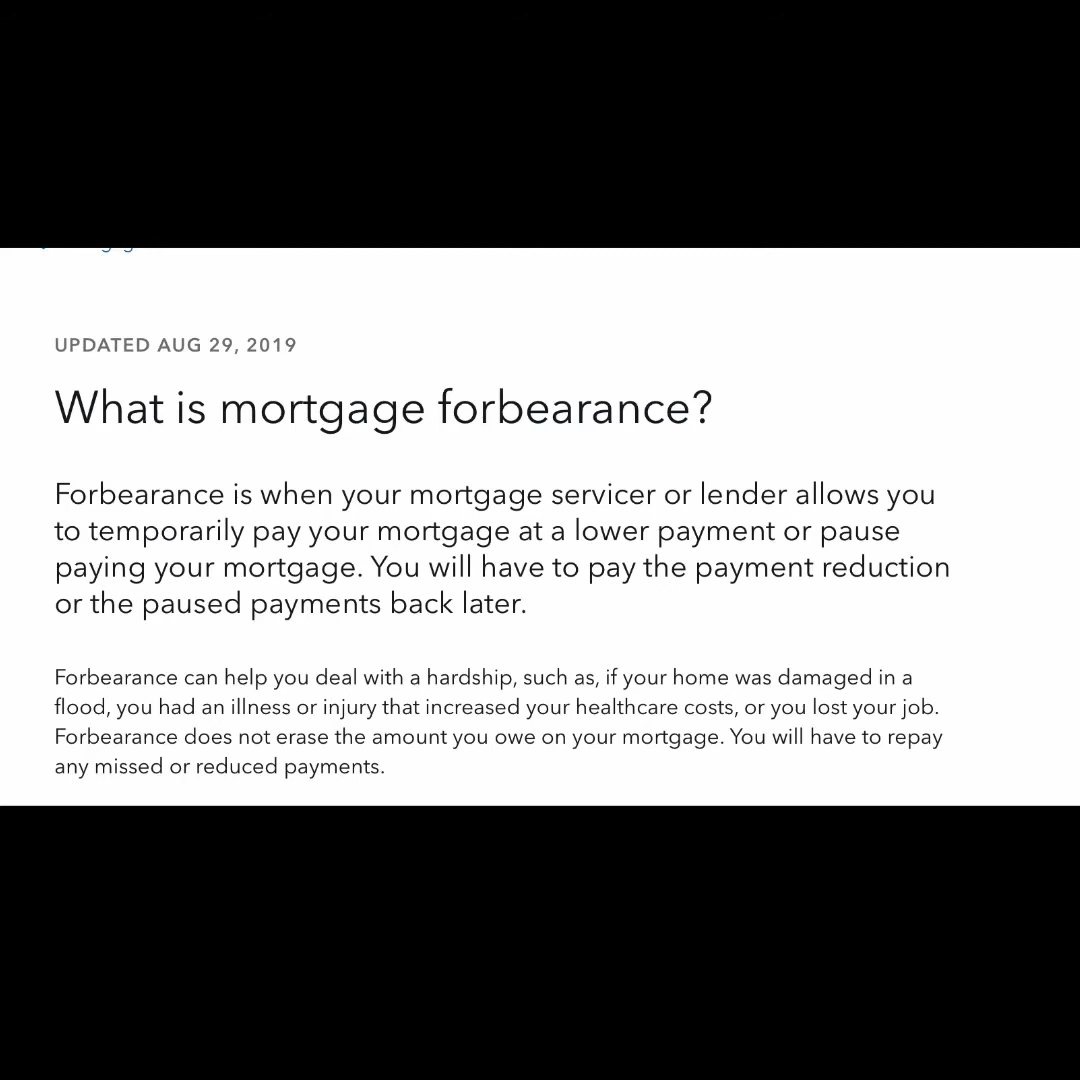 UPDATED AUG 29, 2019
What is mortgage forbearance?
Forbearance is when your mortgage servicer or lender allows you
to temporarily pay your mortgage at a lower payment or pause
paying your mortgage. You will have to pay the payment reduction
or the paused payments back later.
Forbearance can help you deal with a hardship, such as, if your home was damaged in a
flood, you had an illness or injury that increased your healthcare costs, or you lost your job.
Forbearance does not erase the amount you owe on your mortgage. You will have to repay
any missed or reduced payments.